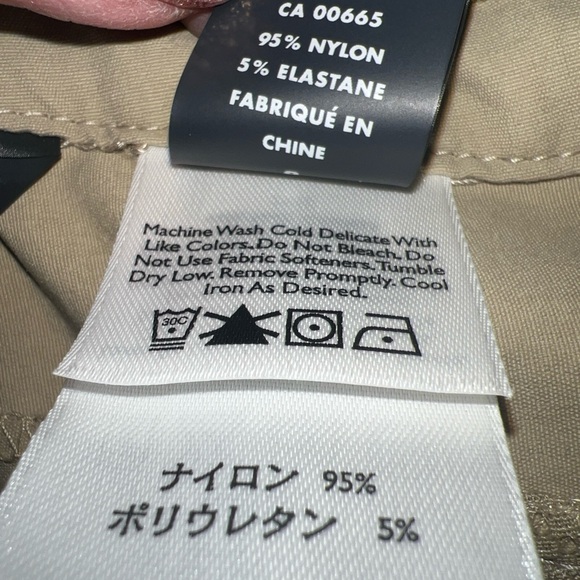 CA 00665
95% NYLON
5% ELASTANE
FABRIQUÉ EN
CHINE
Machine Wash Cold Delicate With
Like Colors. Do Not Bleach. Do
Not Use Fabric Softeners. Tumble
Dry Low. Remove Promptly. Cool
Iron As Desired.
30C
ナイロン 95%
ポリウレタン 5%